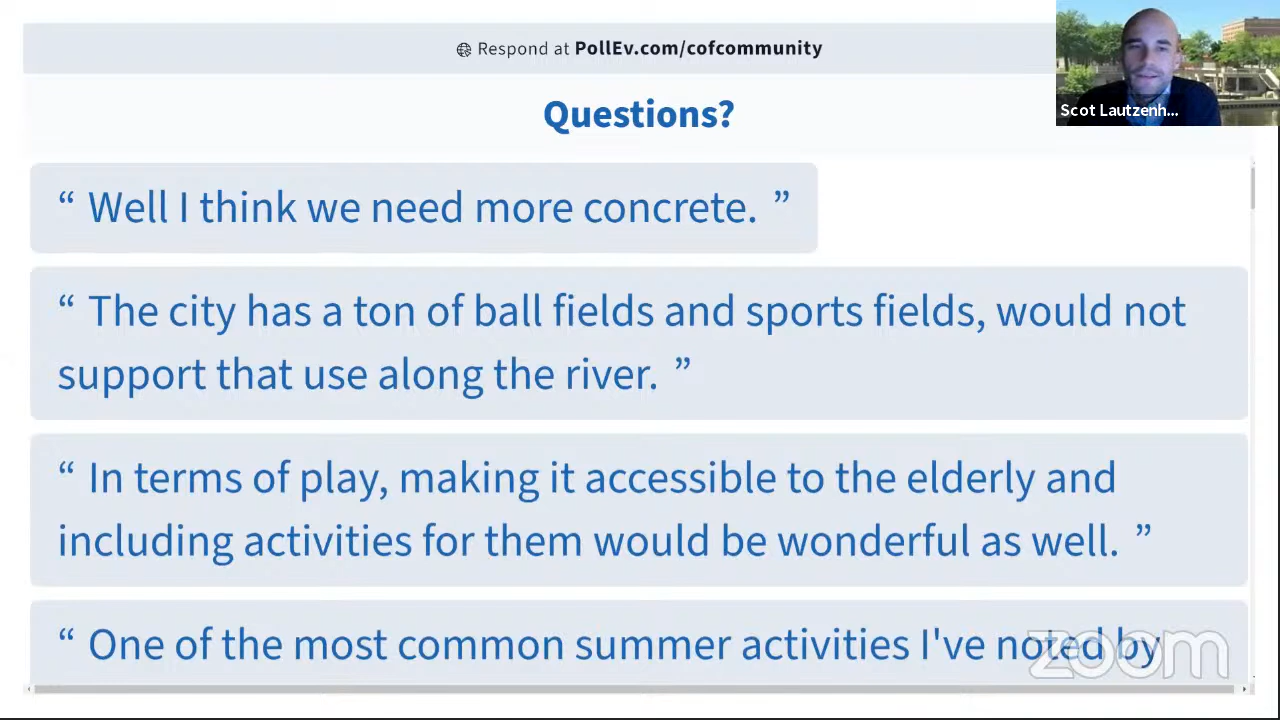 Respond at PollEv.com/cofcommunity
Scot Lautzenh...
Questions?
“ Well I think we need more concrete. ”
“ The city has a ton of ball fields and sports fields, would not
support that use along the river. ”
“ In terms of play, making it accessible to the elderly and
including activities for them would be wonderful as well. ”
“ One of the most common summer activities I've noted by
zoom